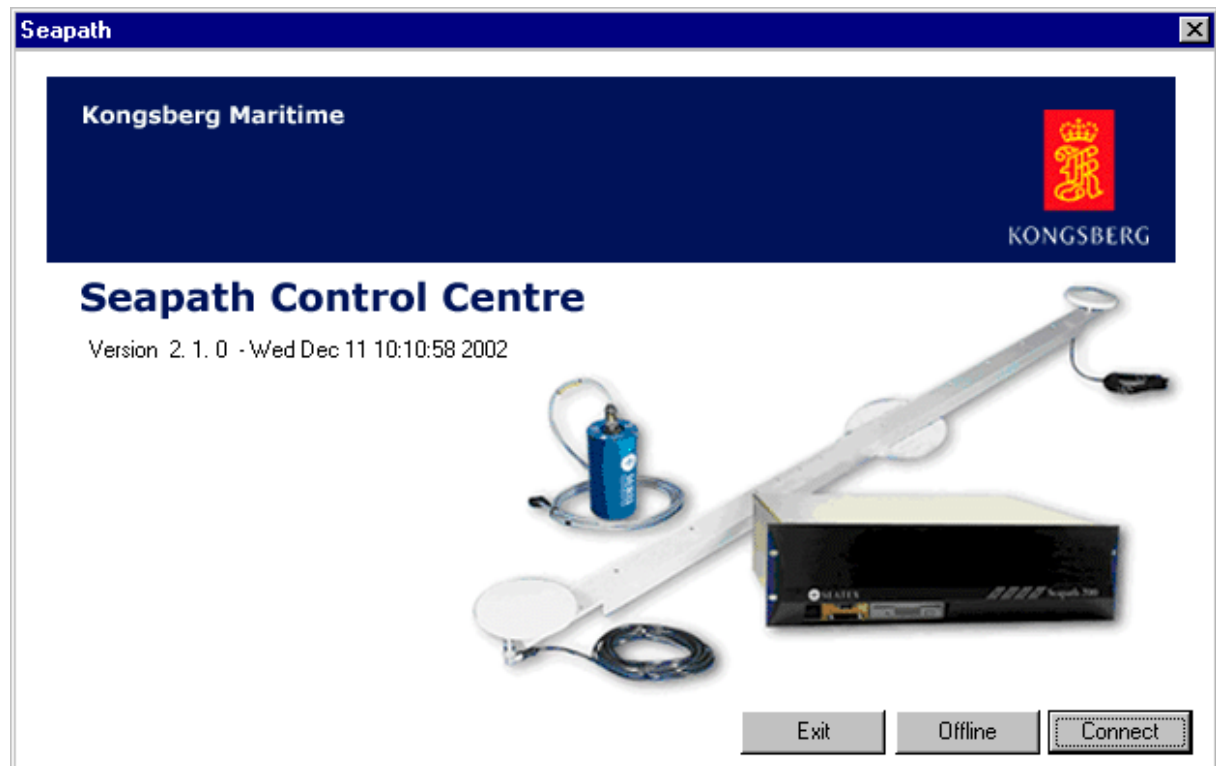 Seapath
Kongsberg Maritime
KONGSBERG
Seapath Control Centre
Version 2. 1. 0 - Wed Dec 11 10:10:58 2002
SEATEX
Seapath 200
Exit
Offline
Connect